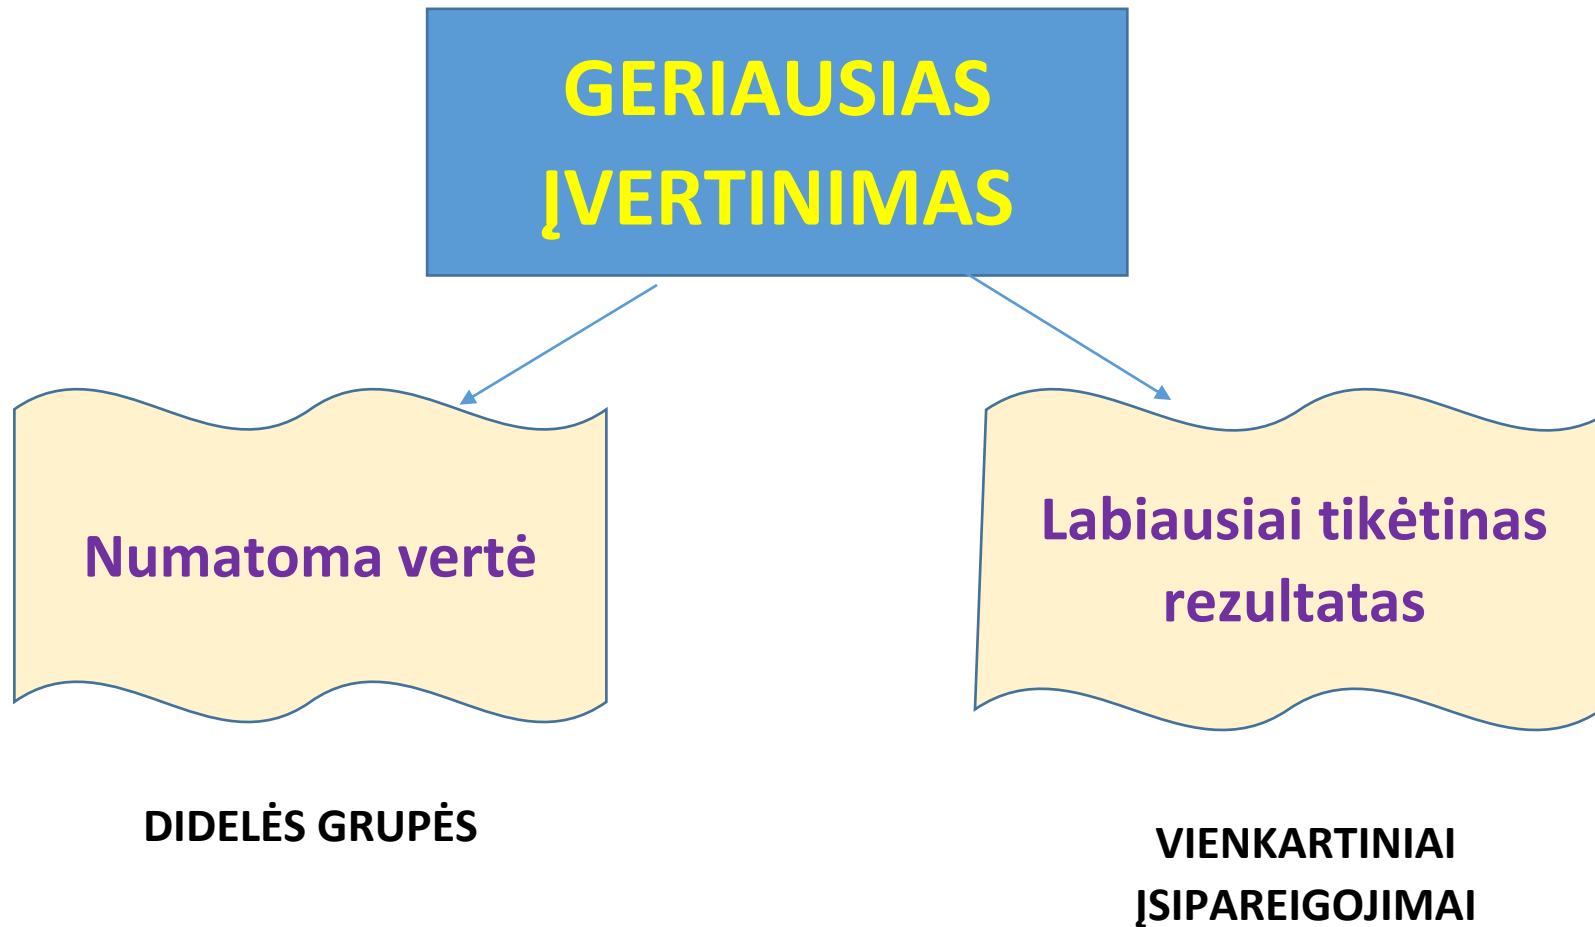 GERIAUSIAS
ĮVERTINIMAS
Numatoma vertė
Labiausiai tikėtinas
rezultatas
DIDELĖS GRUPĖS
VIENKARTINIAI
ĮSIPAREIGOJIMAI